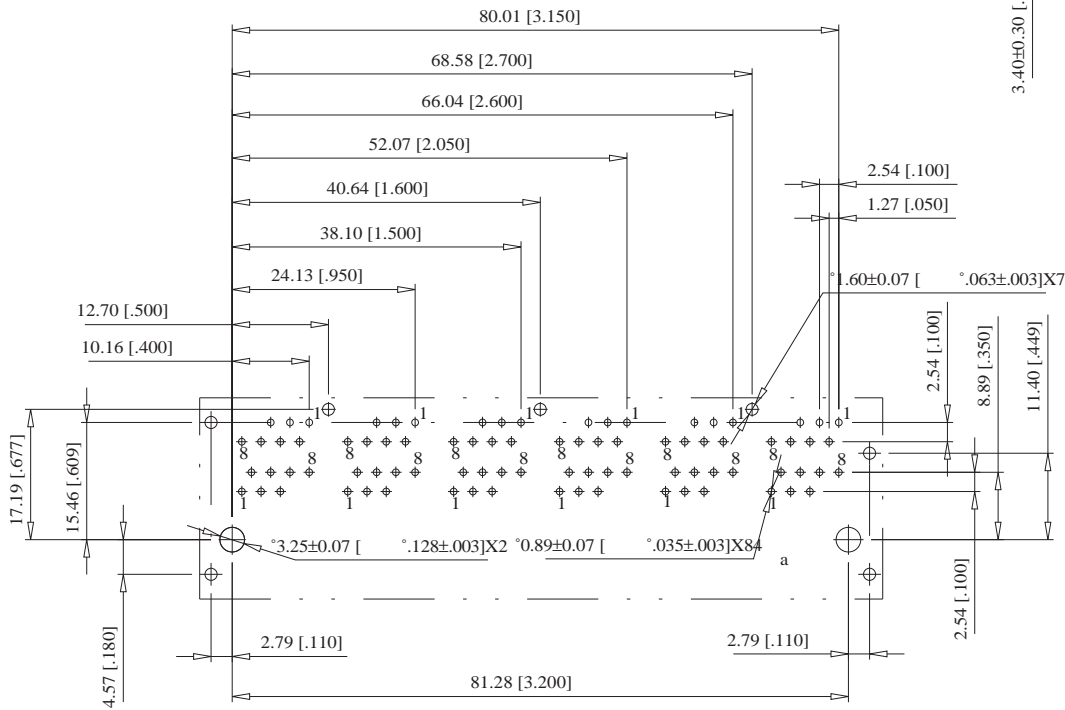 80.01 [3.150]
3.40±0.30 [.
68.58 [2.700]
66.04 [2.600]
52.07 [2.050]
2.54 [.100]
40.64 [1.600]
1.27 [.050]
38.10 [1.500]
24.13 [.950]
°1.60±0.07 [ °.063±.003]X7
12.70 [.500]
10.16 [.400]
2.54 [.100]
8.89 [.350]
11.40 [.449]
1 1 1 1 1 1
8 8 8 8 8 8
8 8 8 8 8 8
1 1 1 1 1 1
17.19 [.677]
15.46 [.609]
°3.25±0.07 [ °.128±.003]X2
°0.89±0.07 [ °.035±.003]X84
a
2.54 [.100]
4.57 [.180]
2.79 [.110]
2.79 [.110]
81.28 [3.200]